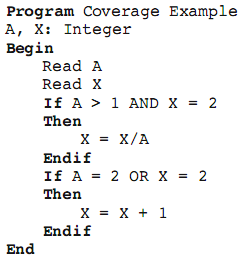 Program Coverage Example
A, X: Integer
Begin
    Read A
    Read X
    If A > 1 AND X = 2
    Then
        X = X/A
    Endif
    If A = 2 OR X = 2
    Then
        X = X + 1
    Endif
End